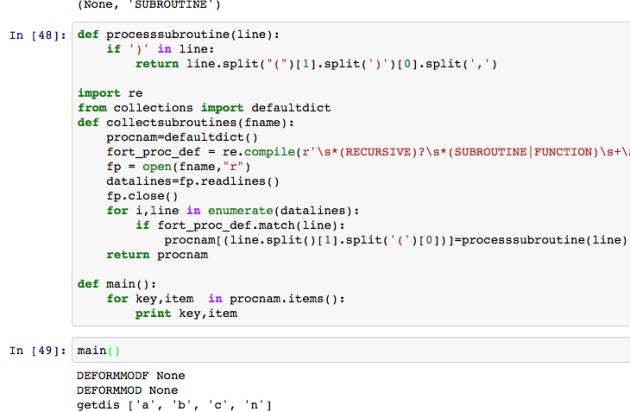 (None, 'SUBROUTINE')
In [48]: def processsubroutine(line):
if ')' in line:
return line.split("(")[1].split(')')[0].split(',')
import re
from collections import defaultdict
def collectsubroutines(fname):
procnam=defaultdict()
fort_proc_def = re.compile(r'\s*(RECURSIVE)?\s*(SUBROUTINE|FUNCTION)\s+\
fp = open(fname,"r")
datalines=fp.readlines()
fp.close()
for i,line in enumerate(datalines):
if fort_proc_def.match(line):
procnam[(line.split()[1].split('(')[0])]=processsubroutine(line)
return procnam
def main():
for key,item in procnam.items():
print key,item
In [49]: main()
DEFORMMODF None
DEFORMMOD None
getdis ['a', 'b', 'c', 'n']